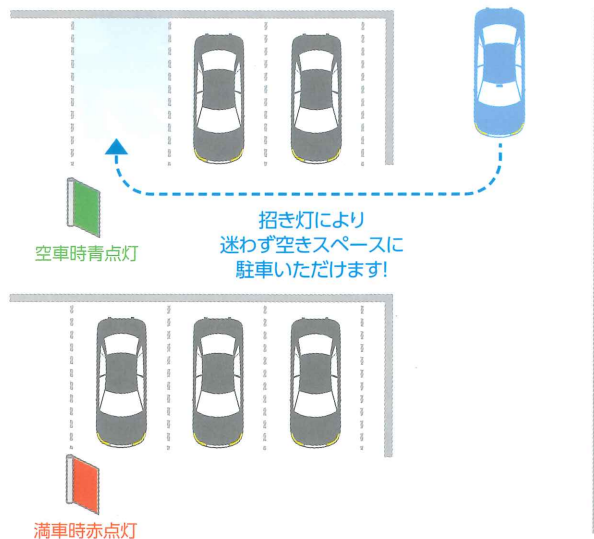 招き灯により
迷わず空きスペースに
駐車いただけます!
空車時青点灯
満車時赤点灯